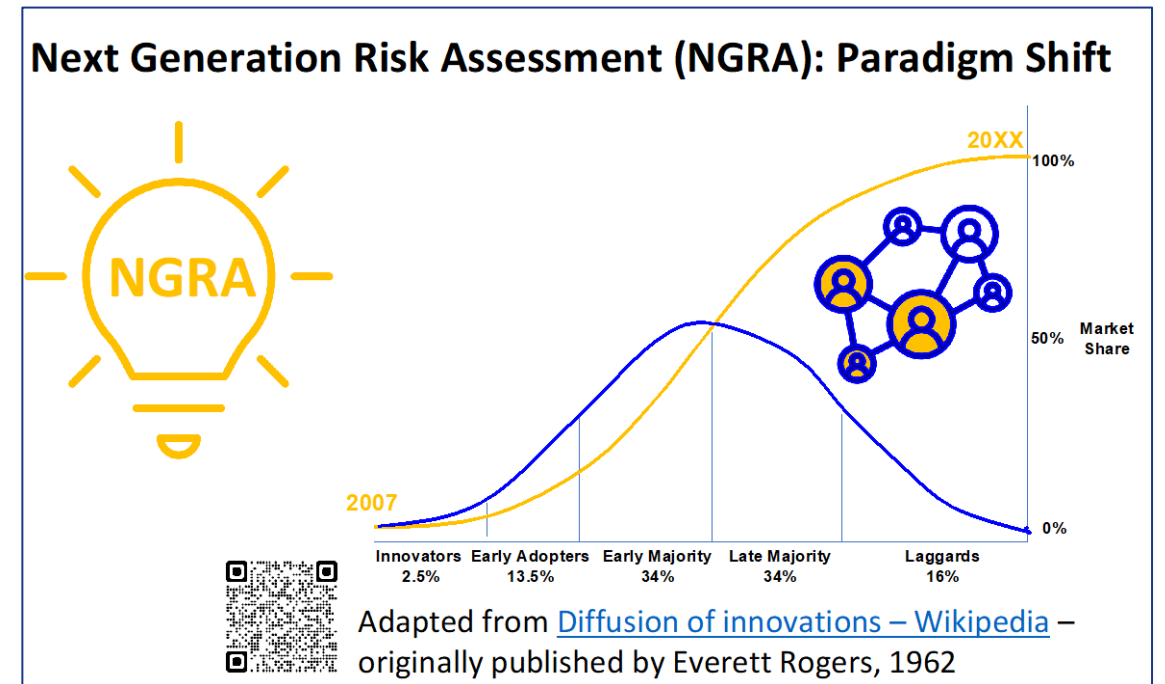 Next Generation Risk Assessment (NGRA): Paradigm Shift
NGRA
20XX
100%
50%
Market
Share
2007
0%
Innovators
2.5%
Early Adopters
13.5%
Early Majority
34%
Late Majority
34%
Laggards
16%
Adapted from Diffusion of innovations – Wikipedia –
originally published by Everett Rogers, 1962